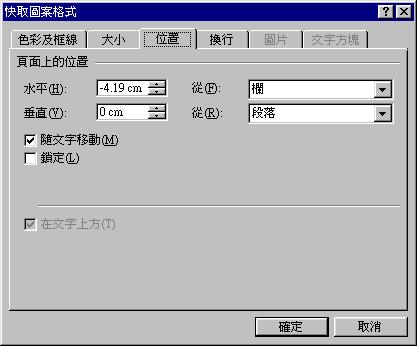 快取圖案格式
色彩及框線 大小 位置 換行 圖片 文字方塊
頁面上的位置
水平(H): -4.19 cm 從(F): 欄
垂直(V): 0 cm 從(R): 段落
隨文字移動(M)
鎖定(L)
在文字上方(T)
確定 取消